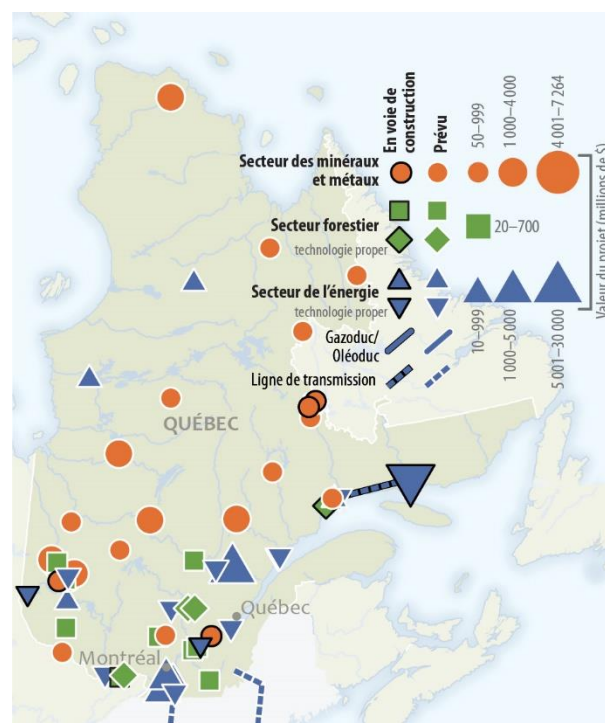 En voie de
construction
Prévu
50–999
1 000–4 000
4 001–7 264
Secteur des minéraux
et métaux
Secteur forestier
technologie proper
20–700
Secteur de l'énergie
technologie proper
Gazoduc/
Oléoduc
Ligne de transmission
10–999
1 000–5 000
5 001–30 000
Valeur du projet (millions de $)
QUÉBEC
Québec
Montréal